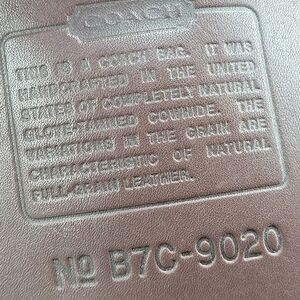 COACH
THIS IS A COACH BAG. IT WAS
HANDCRAFTED IN THE UNITED
STATES OF COMPLETELY NATURAL
GLOVE-TANNED COWHIDE. THE
VARIATIONS IN THE GRAIN ARE
CHARACTERISTIC OF NATURAL
FULL-GRAIN LEATHER.
Nº B7C-9020